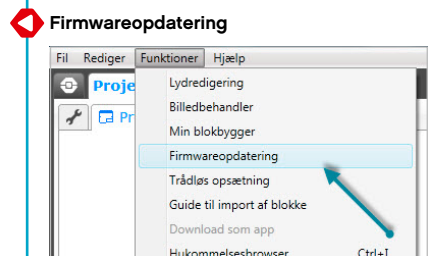 Firmwareopdatering
Fil Rediger Funktioner Hjælp
Proje
Lydredigering
Pr
Billedbehandler
Min blokbygger
Firmwareopdatering
Trådløs opsætning
Guide til import af blokke
Download som app
Hukommelsesbrowser Ctrl+I